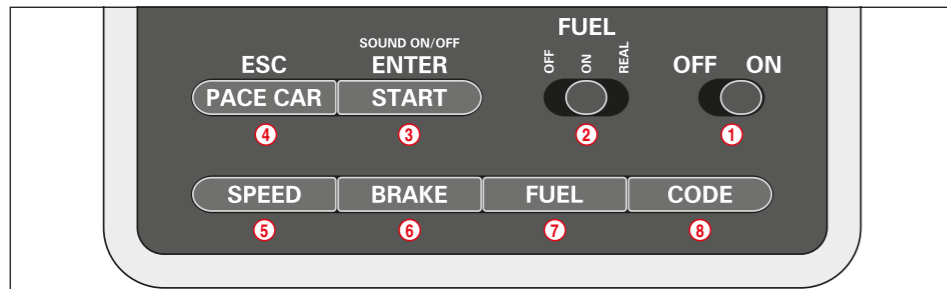 FUEL
SOUND ON/OFF
ESC ENTER OFF ON REAL OFF ON
PACE CAR START
4 3 2 1
SPEED BRAKE FUEL CODE
5 6 7 8